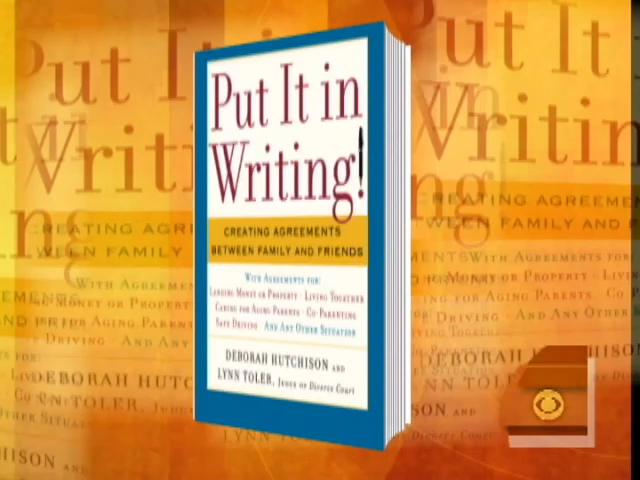 Put It in
Writing!
CREATING AGREEMENTS
BETWEEN FAMILY AND FRIENDS
WITH AGREEMENTS FOR:
LENDING MONEY OR PROPERTY · LIVING TOGETHER
CARING FOR AGING PARENTS · CO-PARENTING
SAFE DRIVING · AND ANY OTHER SITUATION
DEBORAH HUTCHISON AND
LYNN TOLER, Judge of Divorce Court